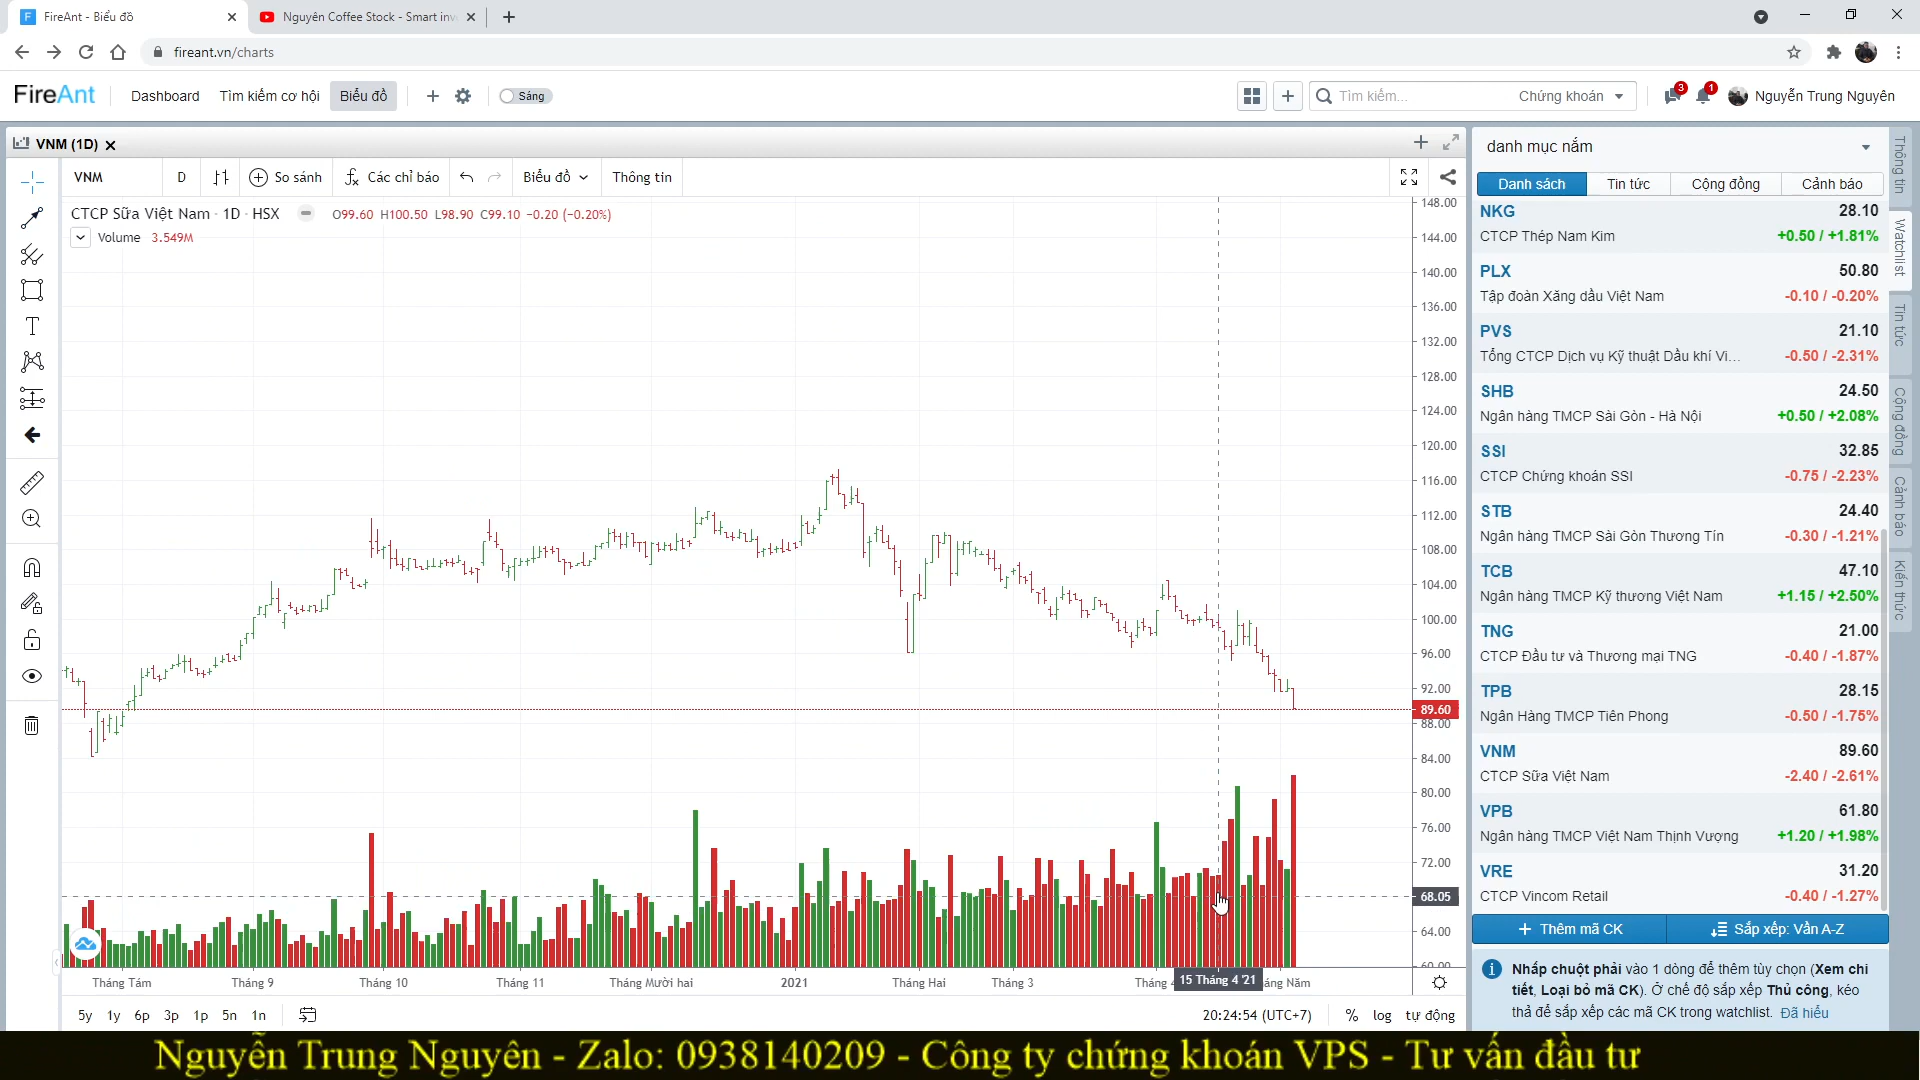 FireAnt - Biểu đồ
Nguyên Coffee Stock - Smart inv
fireant.vn/charts
FireAnt
Dashboard
Tìm kiếm cơ hội
Biểu đồ
Sáng
Tìm kiếm...
Chứng khoán
3
1
Nguyễn Trung Nguyên
VNM (1D)
VNM
D
So sánh
Các chỉ báo
Biểu đồ
Thông tin
CTCP Sữa Việt Nam · 1D · HSX
O99.60 H100.50 L98.90 C99.10 −0.20 (−0.20%)
Volume 3.549M
148.00
144.00
140.00
136.00
132.00
128.00
124.00
120.00
116.00
112.00
108.00
104.00
100.00
96.00
92.00
89.60
88.00
84.00
80.00
76.00
72.00
68.05
64.00
60.00
Tháng Tám
Tháng 9
Tháng 10
Tháng 11
Tháng Mười hai
2021
Tháng Hai
Tháng 3
Tháng 4
15 Tháng 4 '21
áng Năm
5y
1y
6p
3p
1p
5n
1n
20:24:54 (UTC+7)
%
log
tự động
danh mục nắm
Danh sách
Tin tức
Cộng đồng
Cảnh báo
NKG 28.10
CTCP Thép Nam Kim +0.50 / +1.81%
PLX 50.80
Tập đoàn Xăng dầu Việt Nam -0.10 / -0.20%
PVS 21.10
Tổng CTCP Dịch vụ Kỹ thuật Dầu khí Vi... -0.50 / -2.31%
SHB 24.50
Ngân hàng TMCP Sài Gòn - Hà Nội +0.50 / +2.08%
SSI 32.85
CTCP Chứng khoán SSI -0.75 / -2.23%
STB 24.40
Ngân hàng TMCP Sài Gòn Thương Tín -0.30 / -1.21%
TCB 47.10
Ngân hàng TMCP Kỹ thương Việt Nam +1.15 / +2.50%
TNG 21.00
CTCP Đầu tư và Thương mại TNG -0.40 / -1.87%
TPB 28.15
Ngân Hàng TMCP Tiên Phong -0.50 / -1.75%
VNM 89.60
CTCP Sữa Việt Nam -2.40 / -2.61%
VPB 61.80
Ngân hàng TMCP Việt Nam Thịnh Vượng +1.20 / +1.98%
VRE 31.20
CTCP Vincom Retail -0.40 / -1.27%
Thêm mã CK
Sắp xếp: Vần A-Z
Nhấp chuột phải vào 1 dòng để thêm tùy chọn (Xem chi
tiết, Loại bỏ mã CK). Ở chế độ sắp xếp Thủ công, kéo
thả để sắp xếp các mã CK trong watchlist. Đã hiểu
Thông tin
Watchlist
Tin tức
Cộng đồng
Cảnh báo
Kiến thức
Nguyễn Trung Nguyên - Zalo: 0938140209 - Công ty chứng khoán VPS - Tư vấn đầu tư